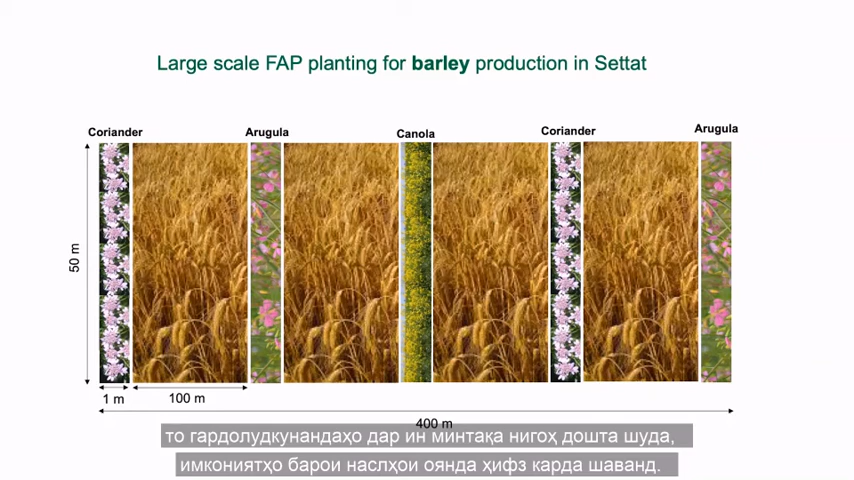 Large scale FAP planting for barley production in Settat
Coriander
Arugula
Canola
Coriander
Arugula
50 m
1 m
100 m
400 m
то гардолудкунандаҳо дар ин минтақа нигоҳ дошта шуда,
имкониятҳо барои наслҳои оянда ҳифз карда шаванд.